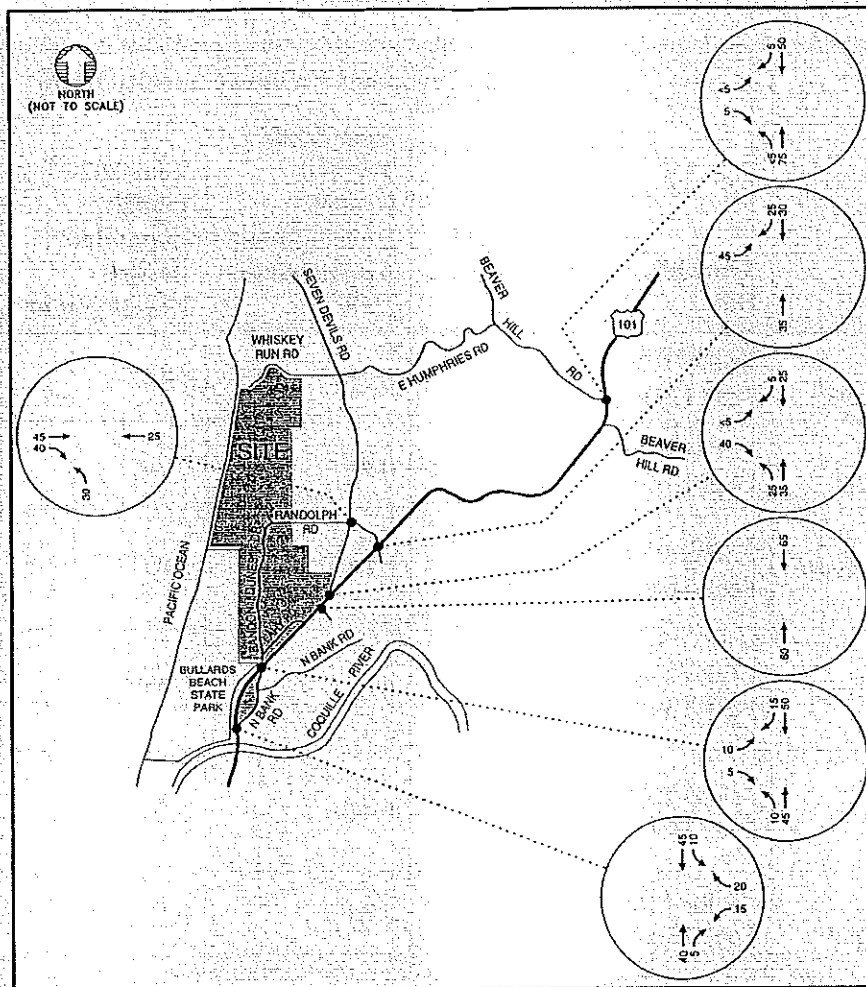 NORTH
(NOT TO SCALE)
SEVEN DEVILS RD
BEAVER
HILL
RD
101
WHISKEY
RUN RD
E HUMPHRIES RD
BEAVER
HILL RD
SITE
RANDOLPH
RD
PACIFIC OCEAN
BULLARDS
BEACH
STATE
PARK
N BANK RD
N BANK
RD
COQUILLE RIVER
45
40
25
30
5
50
<5
5
<5
75
25
30
45
35
5
25
<5
40
35
65
60
15
50
10
5
10
45
45
10
20
15
40
5